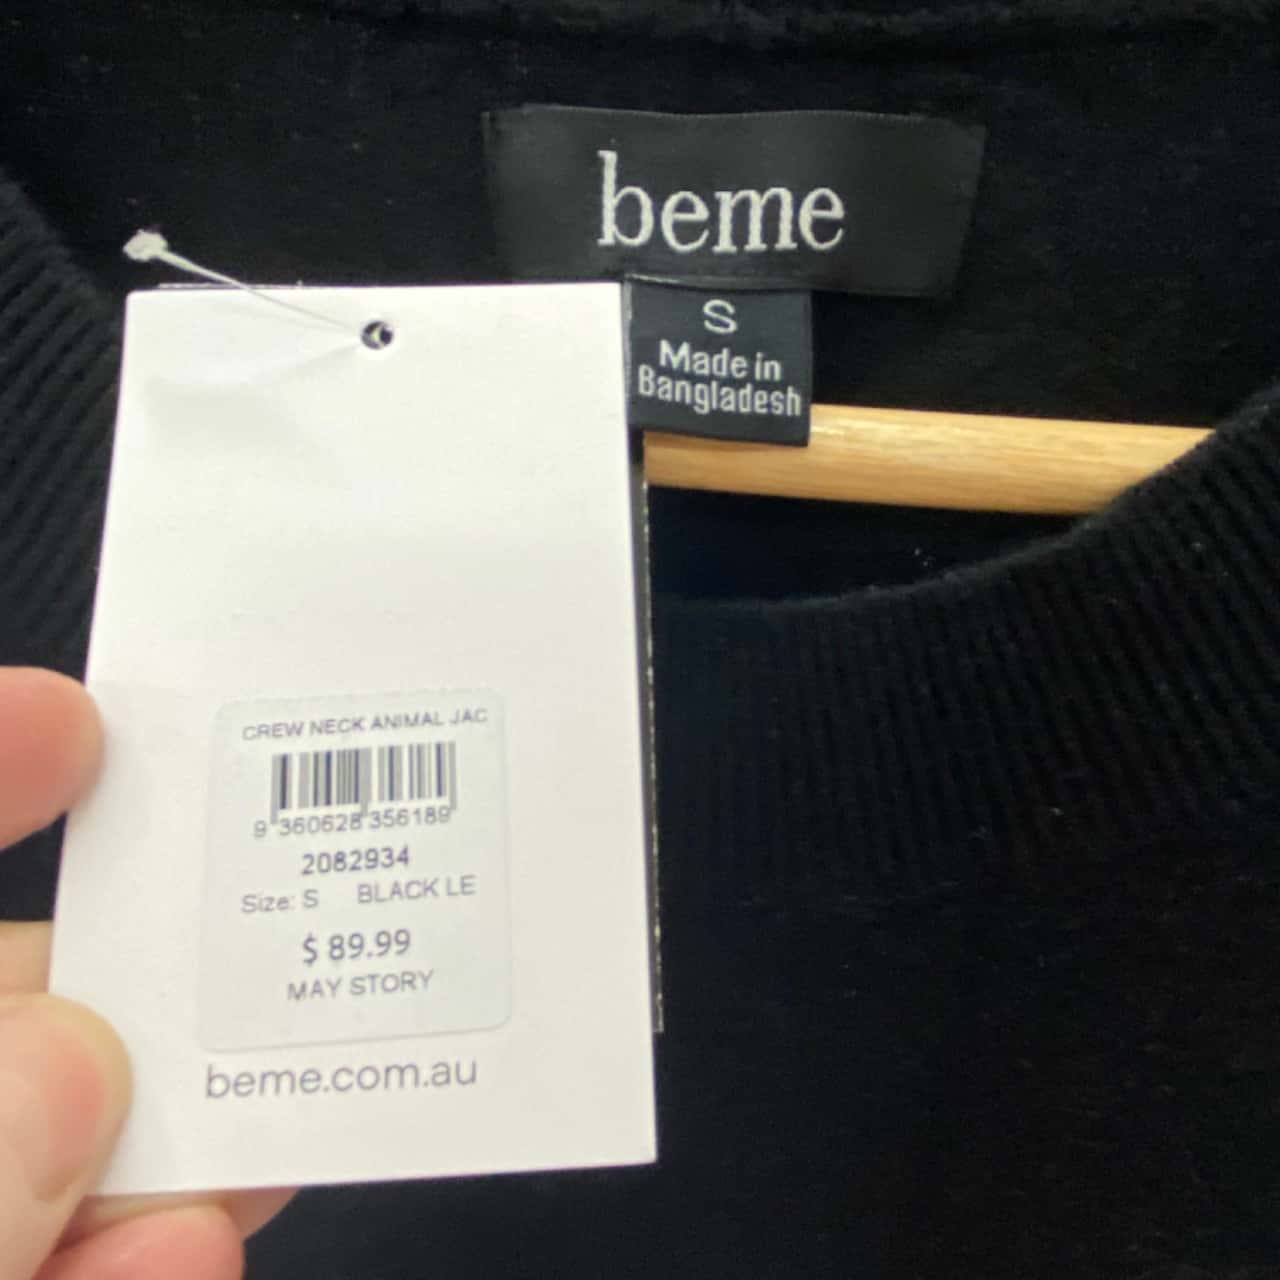 beme
S
Made in
Bangladesh
CREW NECK ANIMAL JAC
9 360628 356189
2082934
Size: S BLACK LE
$ 89.99
MAY STORY
beme.com.au